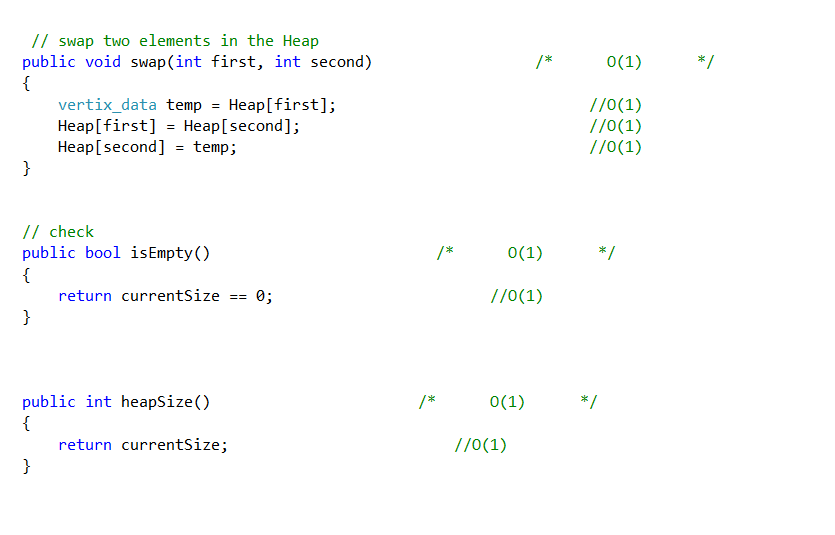 // swap two elements in the Heap
public void swap(int first, int second) /* O(1) */
{
vertix_data temp = Heap[first]; //O(1)
Heap[first] = Heap[second]; //O(1)
Heap[second] = temp; //O(1)
}
// check
public bool isEmpty() /* O(1) */
{
return currentSize == 0; //O(1)
}
public int heapSize() /* O(1) */
{
return currentSize; //O(1)
}